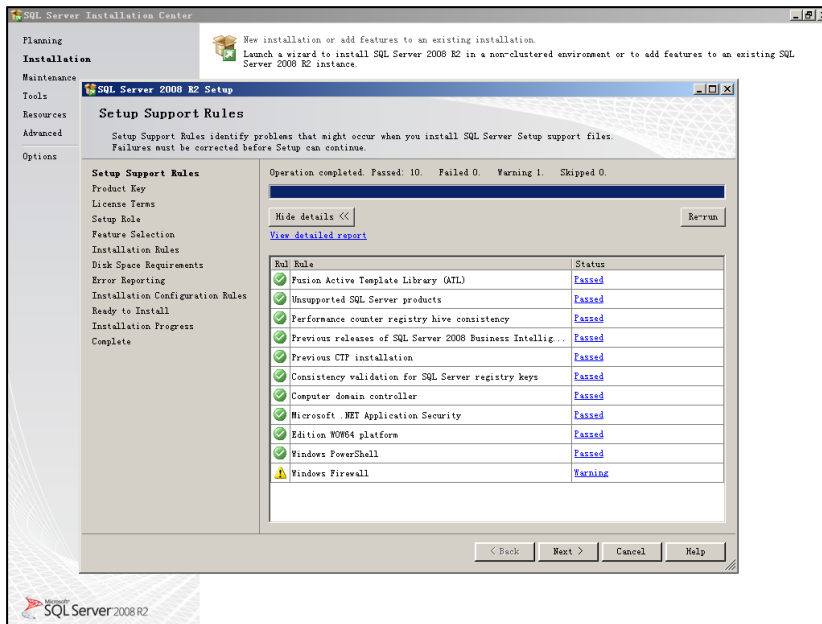 SQL Server Installation Center
Planning
Installation
Maintenance
Tools
Resources
Advanced
Options
New installation or add features to an existing installation.
Launch a wizard to install SQL Server 2008 R2 in a non-clustered environment or to add features to an existing SQL
Server 2008 R2 instance.
SQL Server 2008 R2 Setup
Setup Support Rules
Setup Support Rules identify problems that might occur when you install SQL Server Setup support files.
Failures must be corrected before Setup can continue.
Setup Support Rules
Product Key
License Terms
Setup Role
Feature Selection
Installation Rules
Disk Space Requirements
Error Reporting
Installation Configuration Rules
Ready to Install
Installation Progress
Complete
Operation completed. Passed: 10. Failed 0. Warning 1. Skipped 0.
Hide details <<
Re-run
View detailed report
Rul Rule Status
Fusion Active Template Library (ATL) Passed
Unsupported SQL Server products Passed
Performance counter registry hive consistency Passed
Previous releases of SQL Server 2008 Business Intellig... Passed
Previous CTP installation Passed
Consistency validation for SQL Server registry keys Passed
Computer domain controller Passed
Microsoft .NET Application Security Passed
Edition WOW64 platform Passed
Windows PowerShell Passed
Windows Firewall Warning
< Back Next > Cancel Help
Microsoft
SQL Server 2008 R2